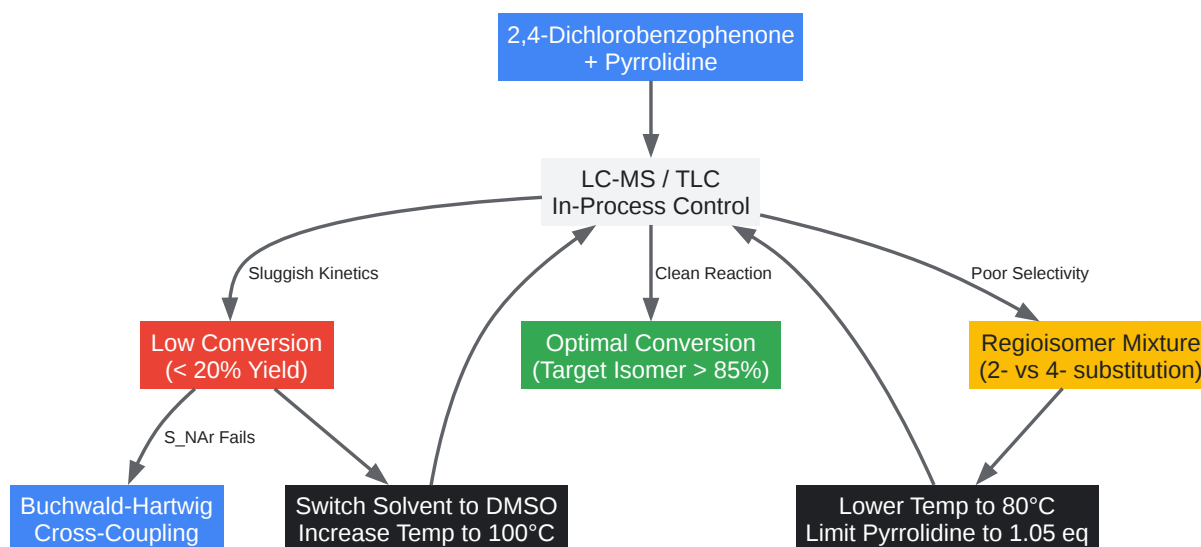 2,4-Dichlorobenzophenone
+ Pyrrolidine
LC-MS / TLC
In-Process Control
Sluggish Kinetics
Clean Reaction
Poor Selectivity
Low Conversion
(< 20% Yield)
Optimal Conversion
(Target Isomer > 85%)
Regioisomer Mixture
(2- vs 4- substitution)
S_NAr Fails
Buchwald-Hartwig
Cross-Coupling
Switch Solvent to DMSO
Increase Temp to 100°C
Lower Temp to 80°C
Limit Pyrrolidine to 1.05 eq